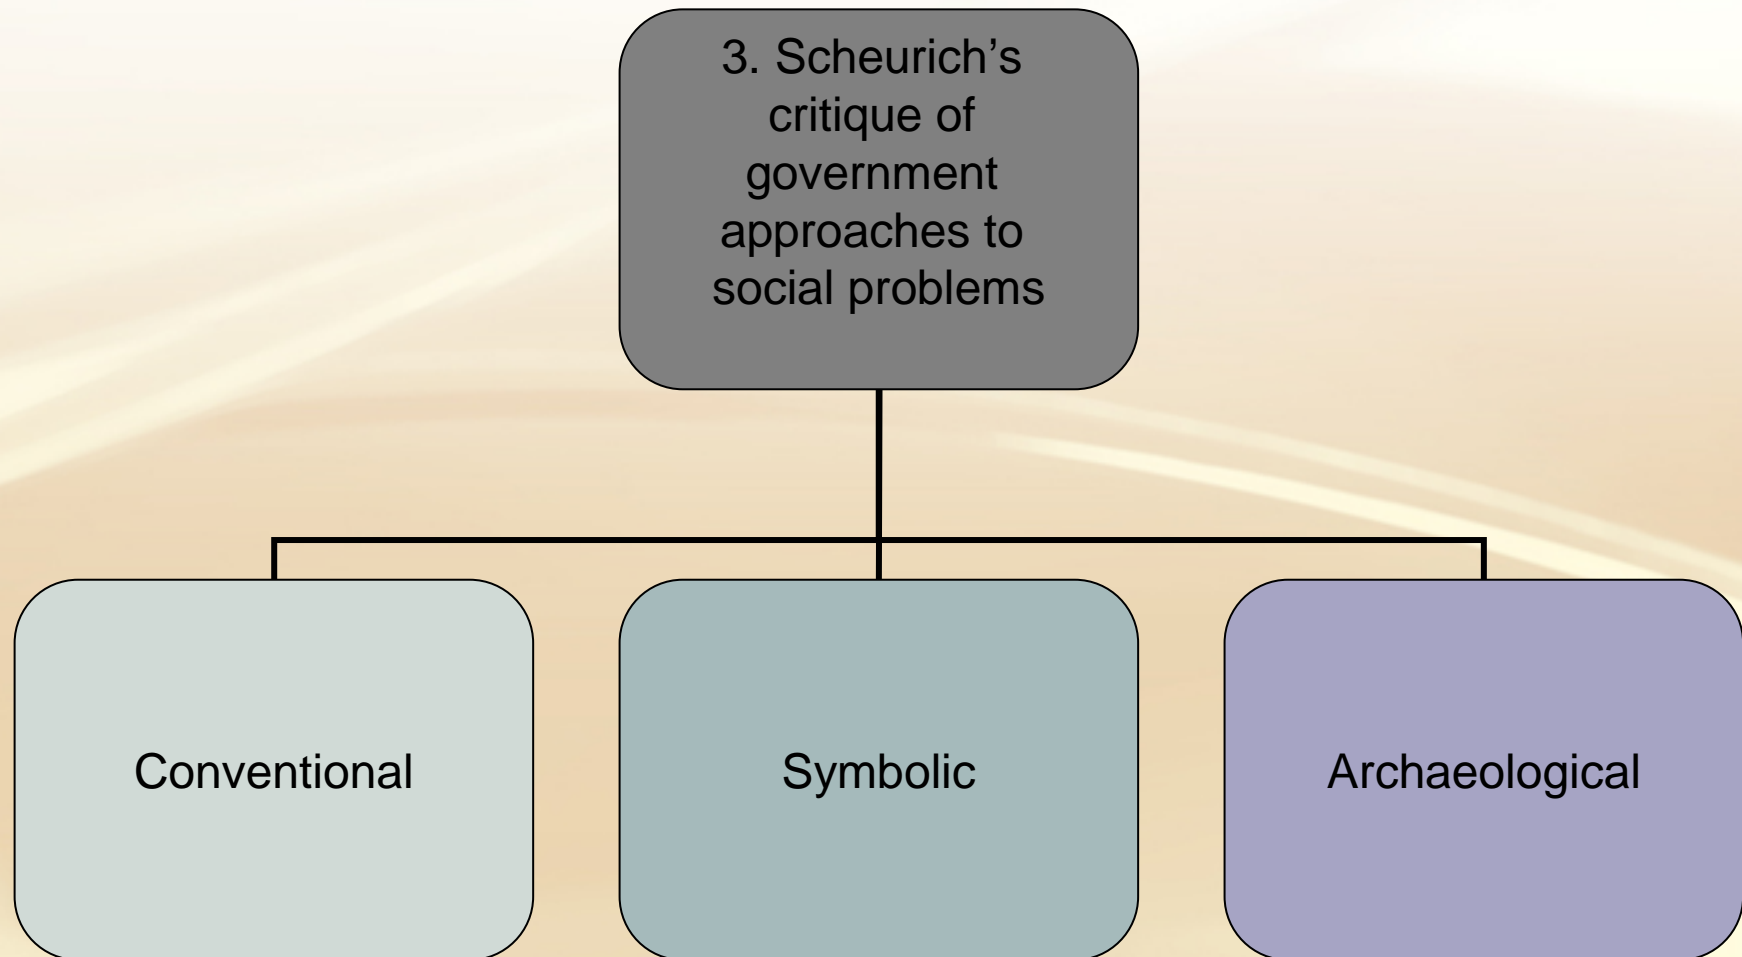 3. Scheurich’s
critique of
government
approaches to
social problems
Conventional
Symbolic
Archaeological